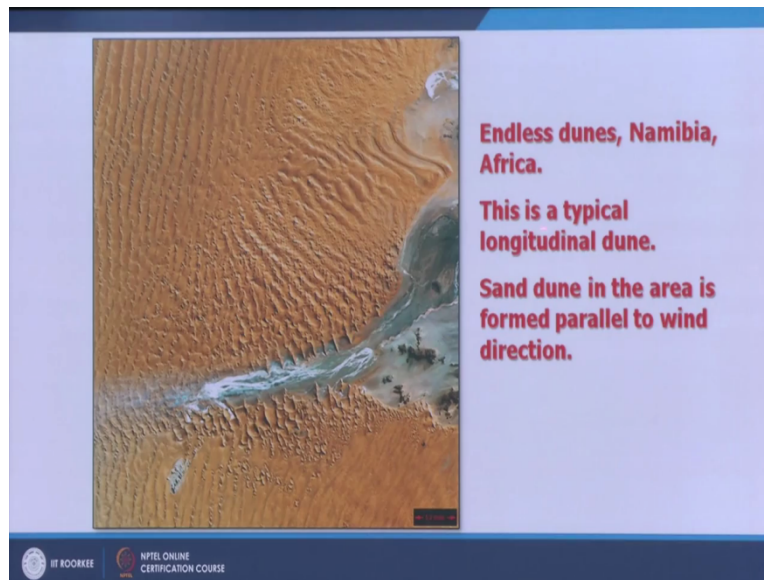 Endless dunes, Namibia,
Africa.
This is a typical
longitudinal dune.
Sand dune in the area is
formed parallel to wind
direction.
IIT ROORKEE
NPTEL ONLINE
CERTIFICATION COURSE
NPTEL